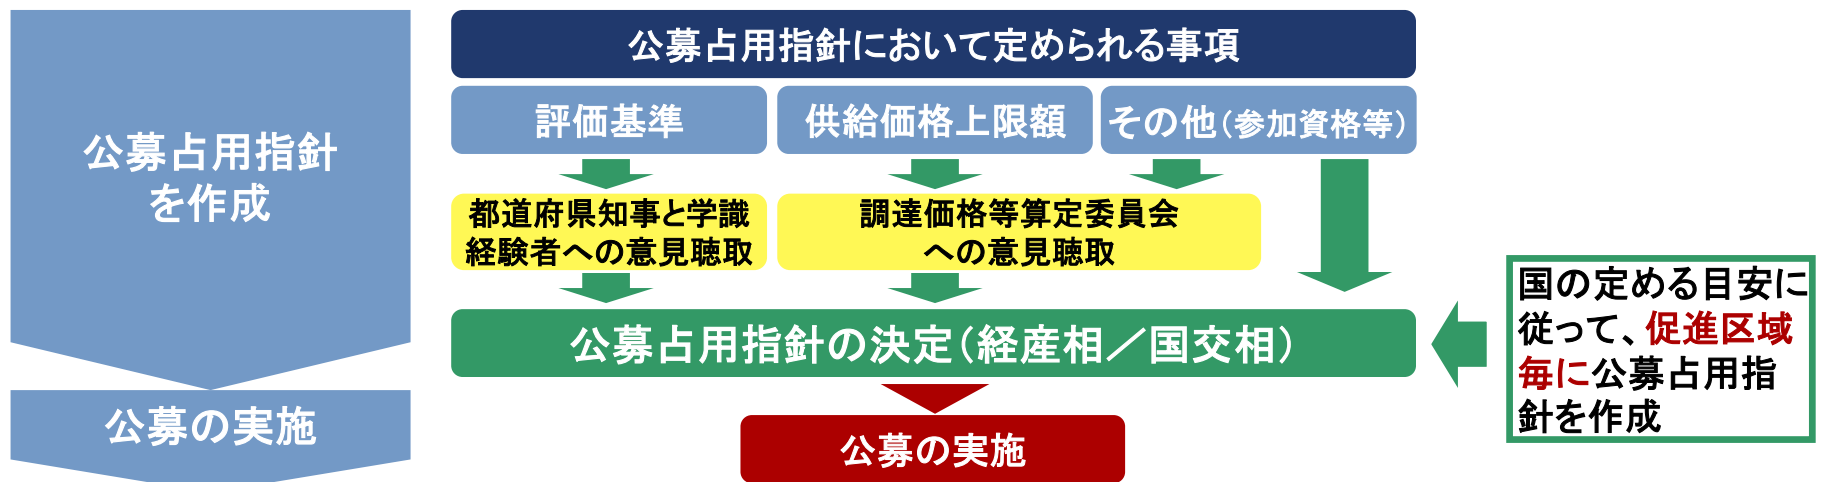 公募占用指針
を作成
公募の実施
公募占用指針において定められる事項
評価基準
供給価格上限額
その他（参加資格等）
都道府県知事と学識
経験者への意見聴取
調達価格等算定委員会
への意見聴取
公募占用指針の決定（経産相／国交相）
公募の実施
国の定める目安に
従って、促進区域
毎に公募占用指
針を作成